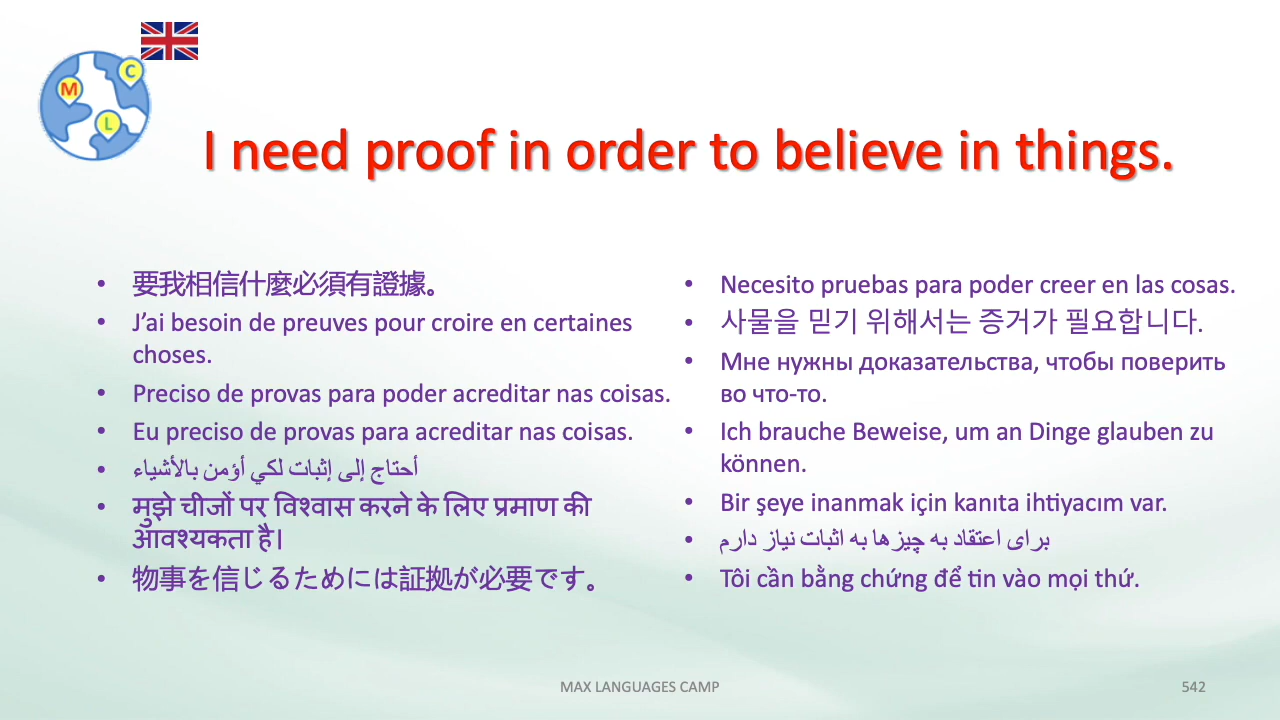 M
C
L
I need proof in order to believe in things.
• 要我相信什麼必須有證據。
• J’ai besoin de preuves pour croire en certaines
choses.
• Preciso de provas para poder acreditar nas coisas.
• Eu preciso de provas para acreditar nas coisas.
• أحتاج إلى إثبات لكي أؤمن بالأشياء
• मुझे चीजों पर विश्वास करने के लिए प्रमाण की
आवश्यकता है।
• 物事を信じるためには証拠が必要です。
• Necesito pruebas para poder creer en las cosas.
• 사물을 믿기 위해서는 증거가 필요합니다.
• Мне нужны доказательства, чтобы поверить
во что-то.
• Ich brauche Beweise, um an Dinge glauben zu
können.
• Bir şeye inanmak için kanıta ihtiyacım var.
• برای اعتقاد به چیزها به اثبات نیاز دارم
• Tôi cần bằng chứng để tin vào mọi thứ.
MAX LANGUAGES CAMP
542